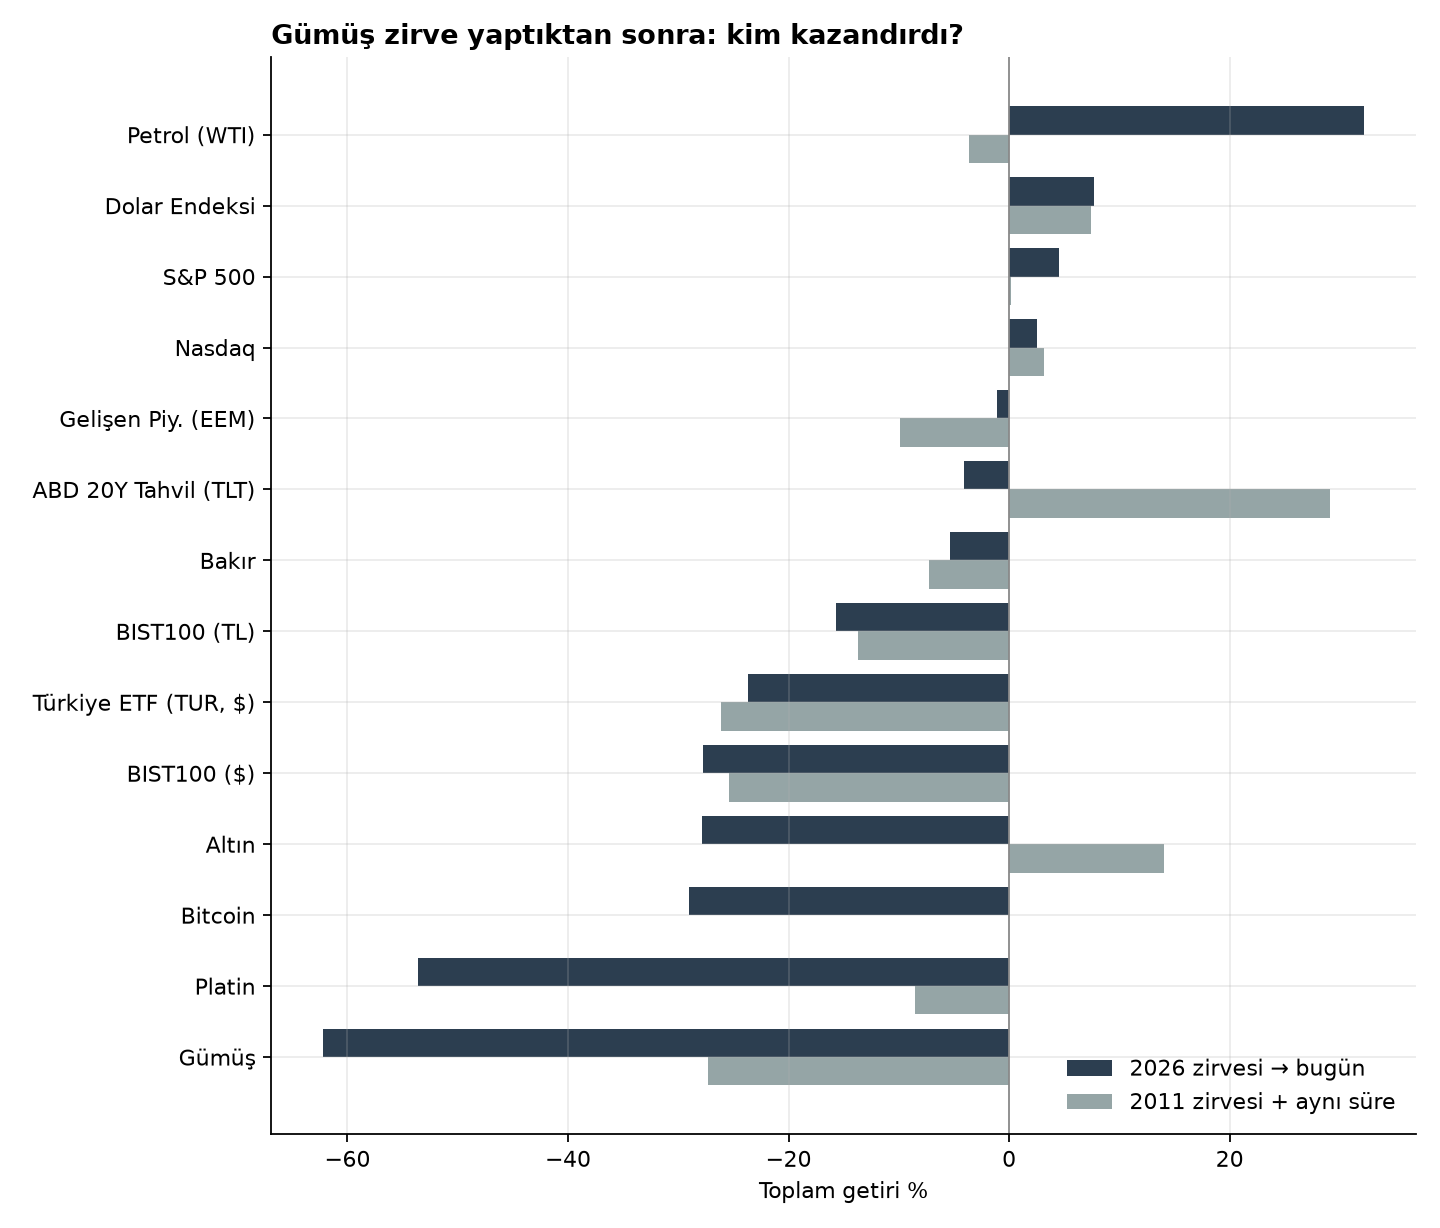 Gümüş zirve yaptıktan sonra: kim kazandırdı?
Petrol (WTI)
Dolar Endeksi
S&P 500
Nasdaq
Gelişen Piy. (EEM)
ABD 20Y Tahvil (TLT)
Bakır
BIST100 (TL)
Türkiye ETF (TUR, $)
BIST100 ($)
Altın
Bitcoin
Platin
Gümüş
2026 zirvesi → bugün
2011 zirvesi + aynı süre
−60 −40 −20 0 20
Toplam getiri %